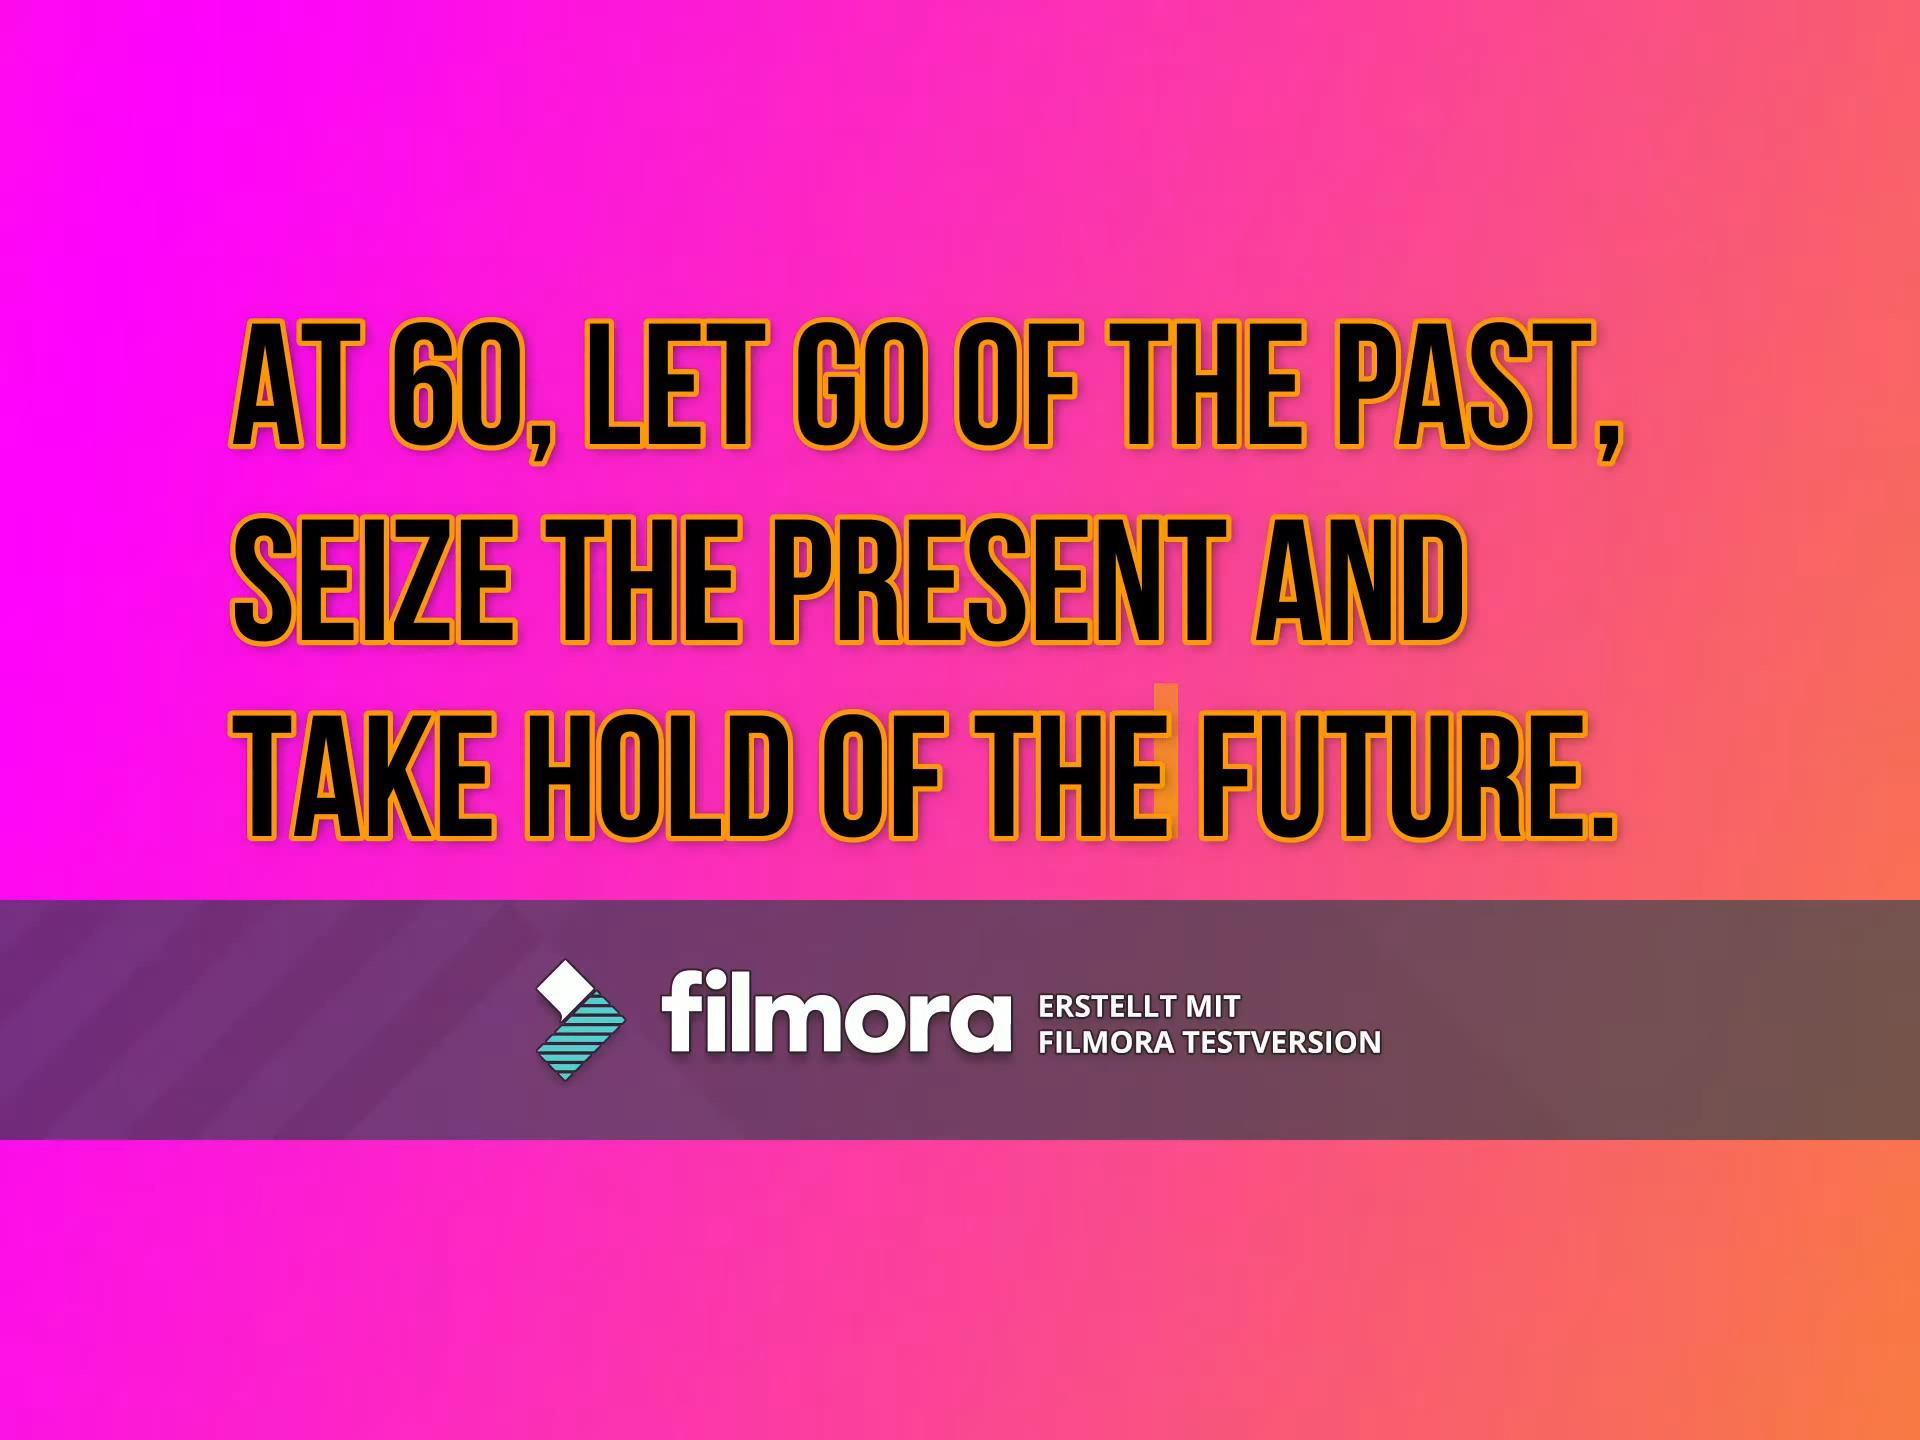 AT 60, LET GO OF THE PAST,
SEIZE THE PRESENT AND
TAKE HOLD OF THE FUTURE.
filmora
ERSTELLT MIT
FILMORA TESTVERSION